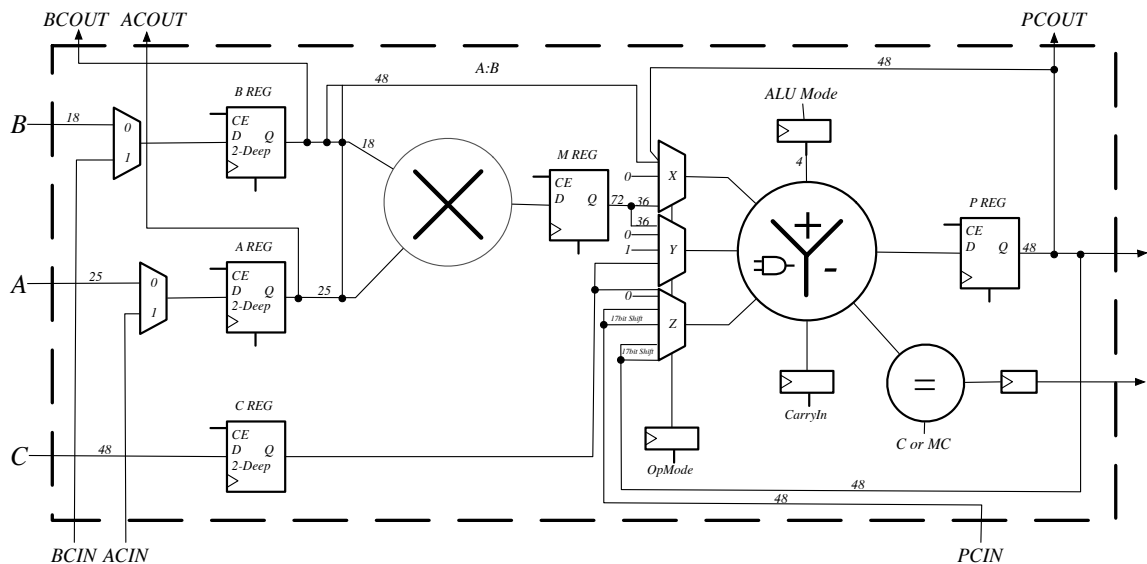 BCOUT ACOUT PCOUT
A:B
48
48
B REG
ALU Mode
B
18
0
1
CE
D Q
2-Deep
18
4
M REG
CE
D Q
72
36
36
0
X
0
1
Y
+
-
P REG
CE
D Q
48
A REG
A
25
0
1
CE
D Q
2-Deep
25
0
17bit Shift
Z
17bit Shift
=
CarryIn
C or MC
C REG
CE
D
2-Deep
C
48
OpMode
48
48
BCIN ACIN PCIN